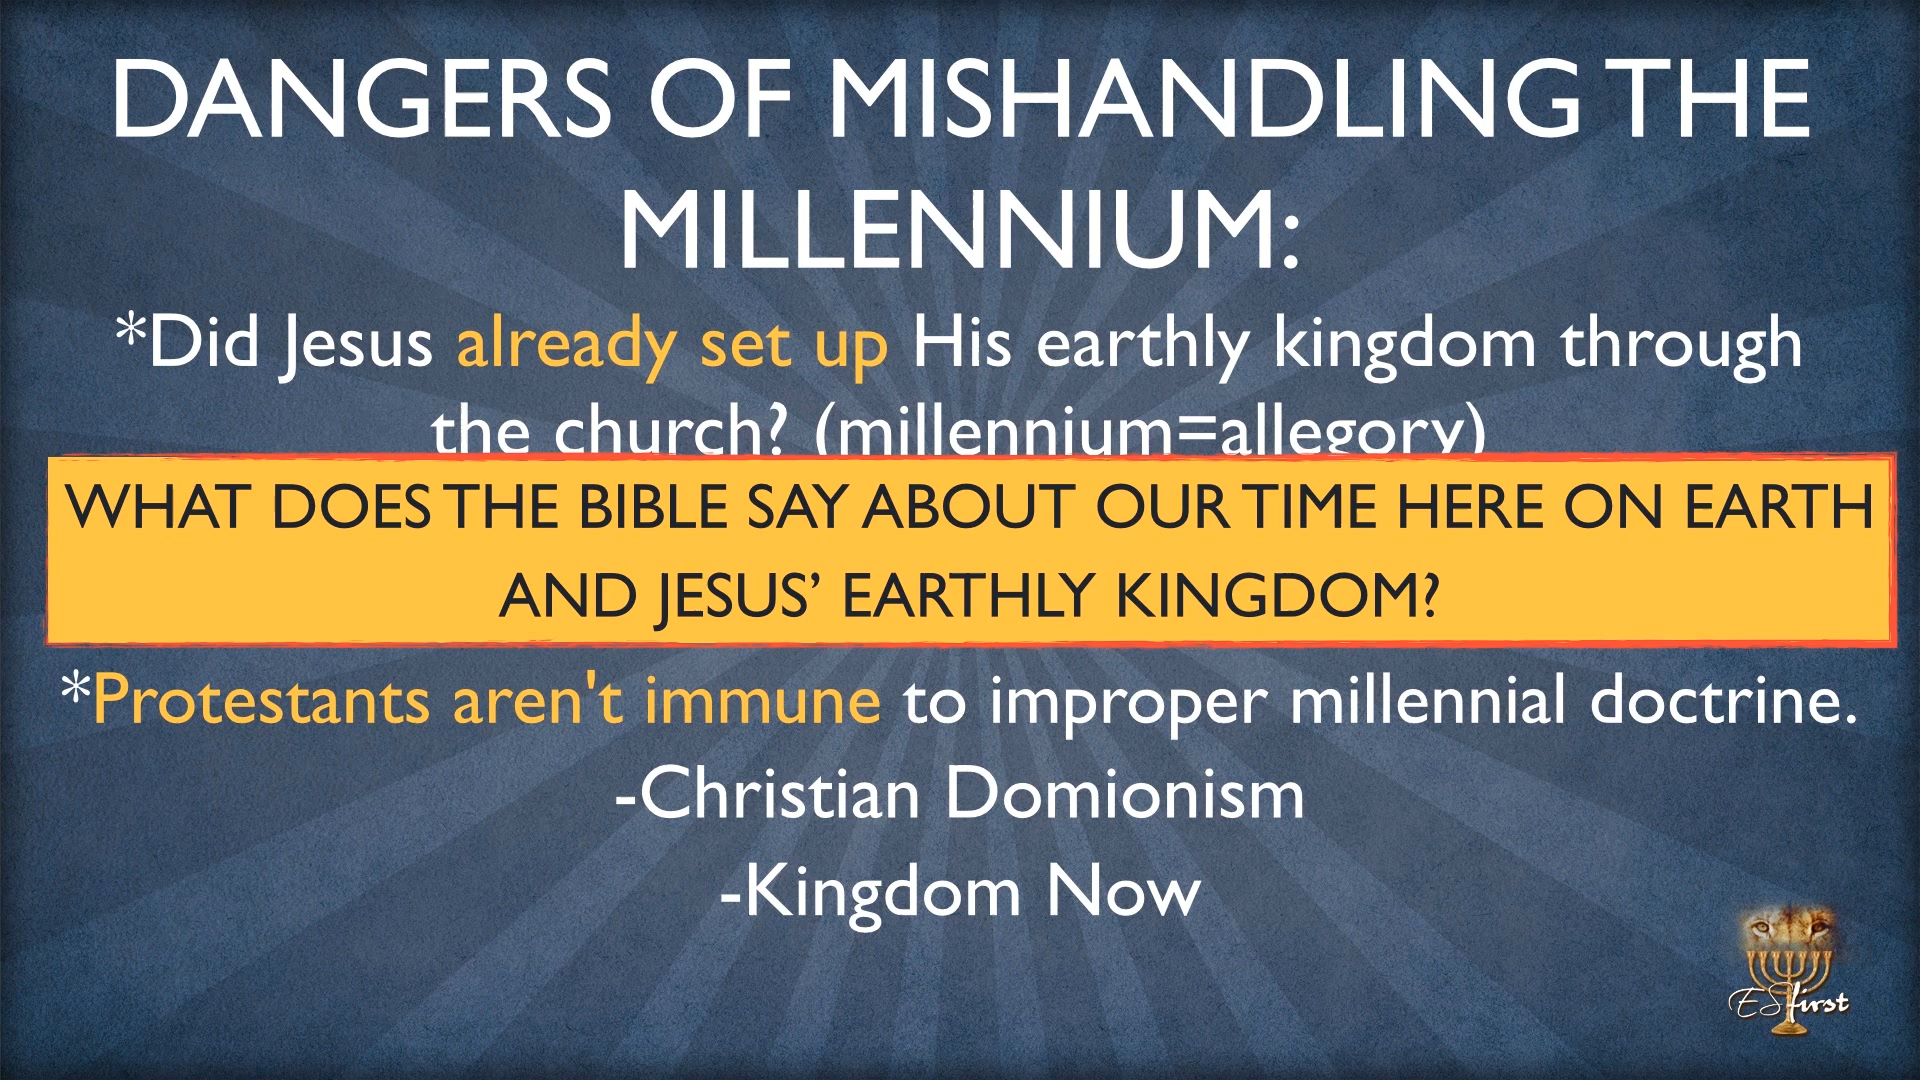 DANGERS OF MISHANDLING THE
MILLENNIUM:
*Did Jesus already set up His earthly kingdom through
the church? (millennium=allegory)
WHAT DOES THE BIBLE SAY ABOUT OUR TIME HERE ON EARTH
AND JESUS’ EARTHLY KINGDOM?
*Protestants aren't immune to improper millennial doctrine.
-Christian Domionism
-Kingdom Now
ESfirst